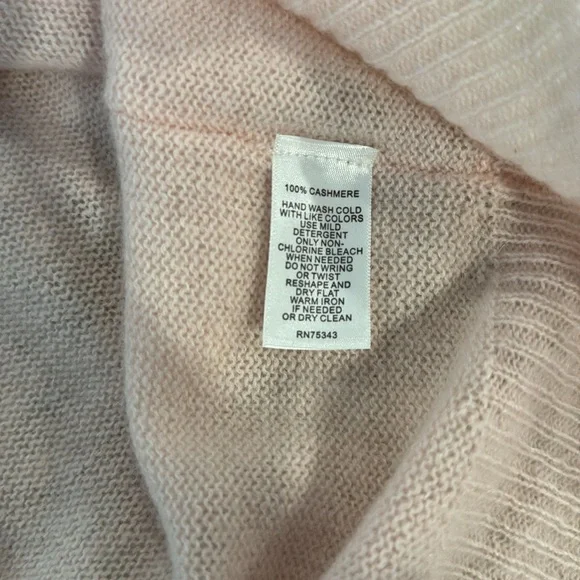 100% CASHMERE
HAND WASH COLD
WITH LIKE COLORS
USE MILD
DETERGENT
ONLY NON-
CHLORINE BLEACH
WHEN NEEDED
DO NOT WRING
OR TWIST
RESHAPE AND
DRY FLAT
WARM IRON
IF NEEDED
OR DRY CLEAN
RN75343